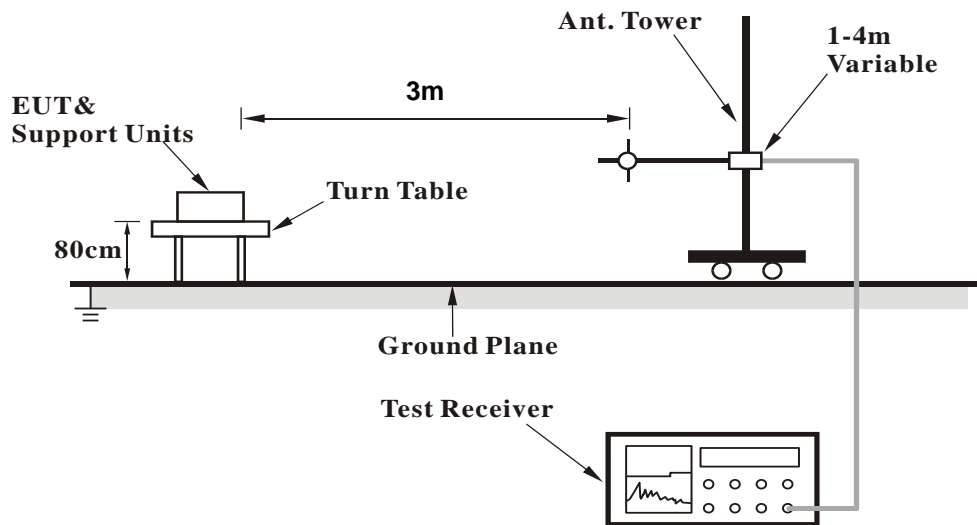 Ant. Tower
1-4m
Variable
3m
EUT&
Support Units
Turn Table
80cm
Ground Plane
Test Receiver